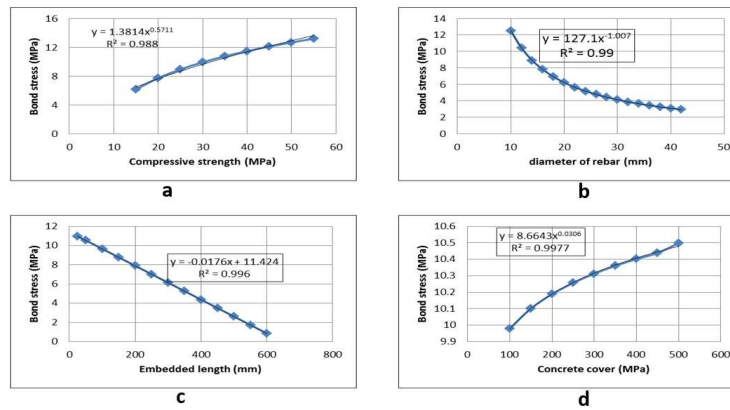 16
12
8
4
0
Bond stress (MPa)
y = 1.3814x^0.5711
R² = 0.988
0 10 20 30 40 50 60
Compressive strength (MPa)
a
14
12
10
8
6
4
2
0
Bond stress (MPa)
y = 127.1x^-1.007
R² = 0.99
0 10 20 30 40 50
diameter of rebar (mm)
b
12
10
8
6
4
2
0
Bond stress (MPa)
y = -0.0176x + 11.424
R² = 0.996
0 200 400 600 800
Embedded length (mm)
c
10.6
10.5
10.4
10.3
10.2
10.1
10
9.9
Bond stress (MPa)
y = 8.6643x^0.0306
R² = 0.9977
0 100 200 300 400 500 600
Concrete cover (MPa)
d